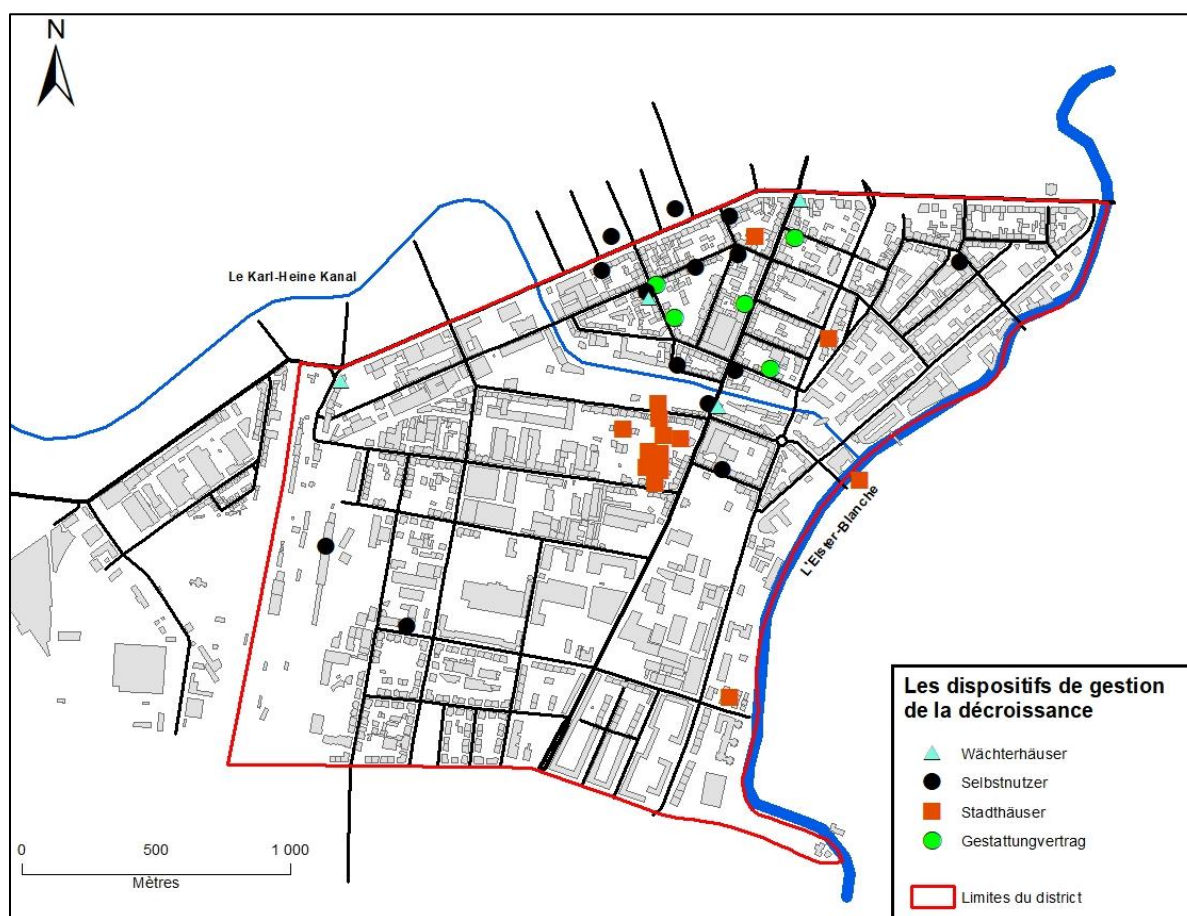 N
Le Karl-Heine Kanal
L'Elster-Blanche
Les dispositifs de gestion
de la décroissance
Wächterhäuser
Selbstnutzer
Stadthäuser
Gestattungvertrag
Limites du district
0 500 1 000
Mètres